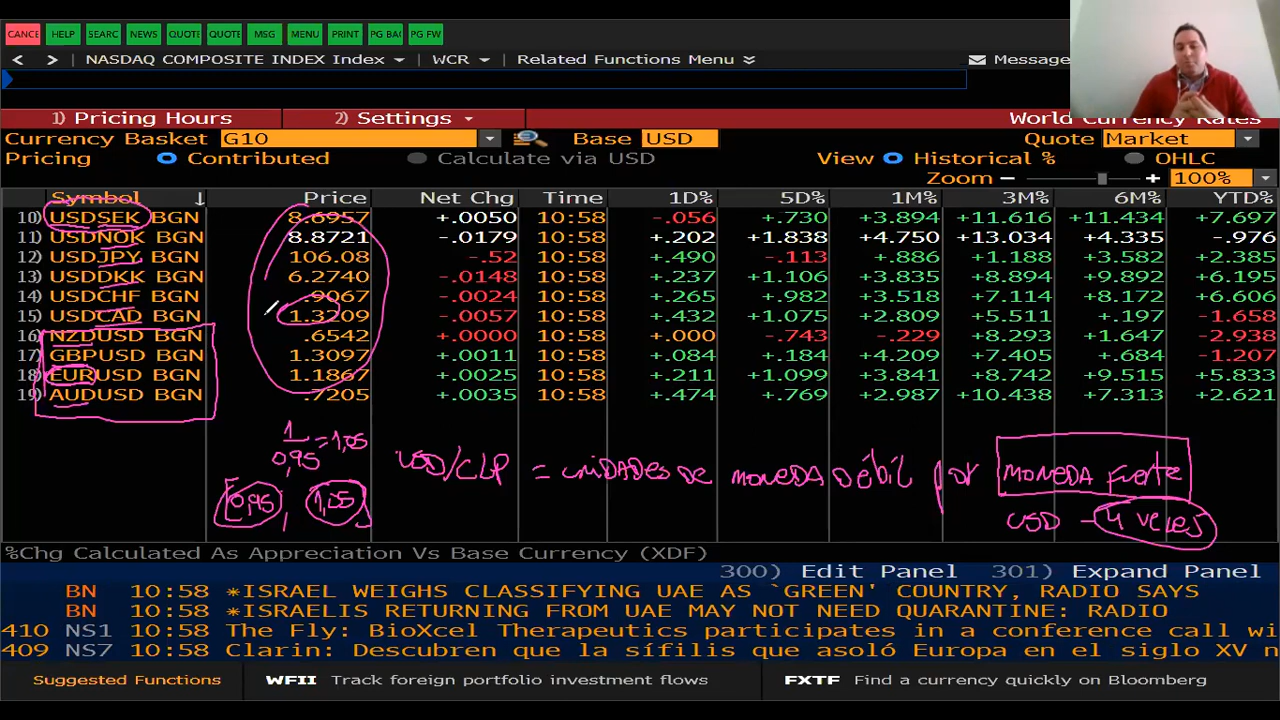 CANCE HELP SEARC NEWS QUOTE QUOTE MSG MENU PRINT PG BAC PG FW
< > NASDAQ COMPOSITE INDEX Index WCR Related Functions Menu Message
1) Pricing Hours 2) Settings World Currency Rates
Currency Basket G10 Base USD Quote Market
Pricing Contributed Calculate via USD View Historical % OHLC
Zoom − + 100%
Symbol ↓ Price Net Chg Time 1D% 5D% 1M% 3M% 6M% YTD%
10) USDSEK BGN 8.6957 +.0050 10:58 -.056 +.730 +3.894 +11.616 +11.434 +7.697
11) USDNOK BGN 8.8721 -.0179 10:58 +.202 +1.838 +4.750 +13.034 +4.335 -.976
12) USDJPY BGN 106.08 -.52 10:58 +.490 -.113 +.886 +1.188 +3.582 +2.385
13) USDDKK BGN 6.2740 -.0148 10:58 +.237 +1.106 +3.835 +8.894 +9.892 +6.195
14) USDCHF BGN .9067 -.0024 10:58 +.265 +.982 +3.518 +7.114 +8.172 +6.606
15) USDCAD BGN 1.3209 -.0057 10:58 +.432 +1.075 +2.809 +5.211 +1.515 -1.658
16) NZDUSD BGN .6542 +.0000 10:58 +.000 -.743 -.229 +8.293 +1.647 -2.938
17) GBPUSD BGN 1.3097 +.0011 10:58 +.084 +.184 +4.209 +7.405 +.684 -1.207
18) EURUSD BGN 1.1867 +.0025 10:58 +.211 +1.099 +3.841 +8.742 +9.515 +5.833
19) AUDUSD BGN .7205 +.0035 10:58 +.474 +.769 +2.987 +10.438 +7.313 +2.621
1
0,95 = 1,05
USD/CLP = UNIDADES DE MONEDA Débil por MONEDA fuerte
[0,95, 1,05]
USD - 4 veces
%Chg Calculated As Appreciation Vs Base Currency (XDF)
300) Edit Panel 301) Expand Panel
BN 10:58 *ISRAEL WEIGHS CLASSIFYING UAE AS `GREEN' COUNTRY, RADIO SAYS
BN 10:58 *ISRAELIS RETURNING FROM UAE MAY NOT NEED QUARANTINE: RADIO
410 NS1 10:58 The Fly: BioXcel Therapeutics participates in a conference call wi
409 NS7 10:58 Clarin: Descubren que la sífilis que asoló Europa en el siglo XV n
Suggested Functions WFII Track foreign portfolio investment flows FXTF Find a currency quickly on Bloomberg